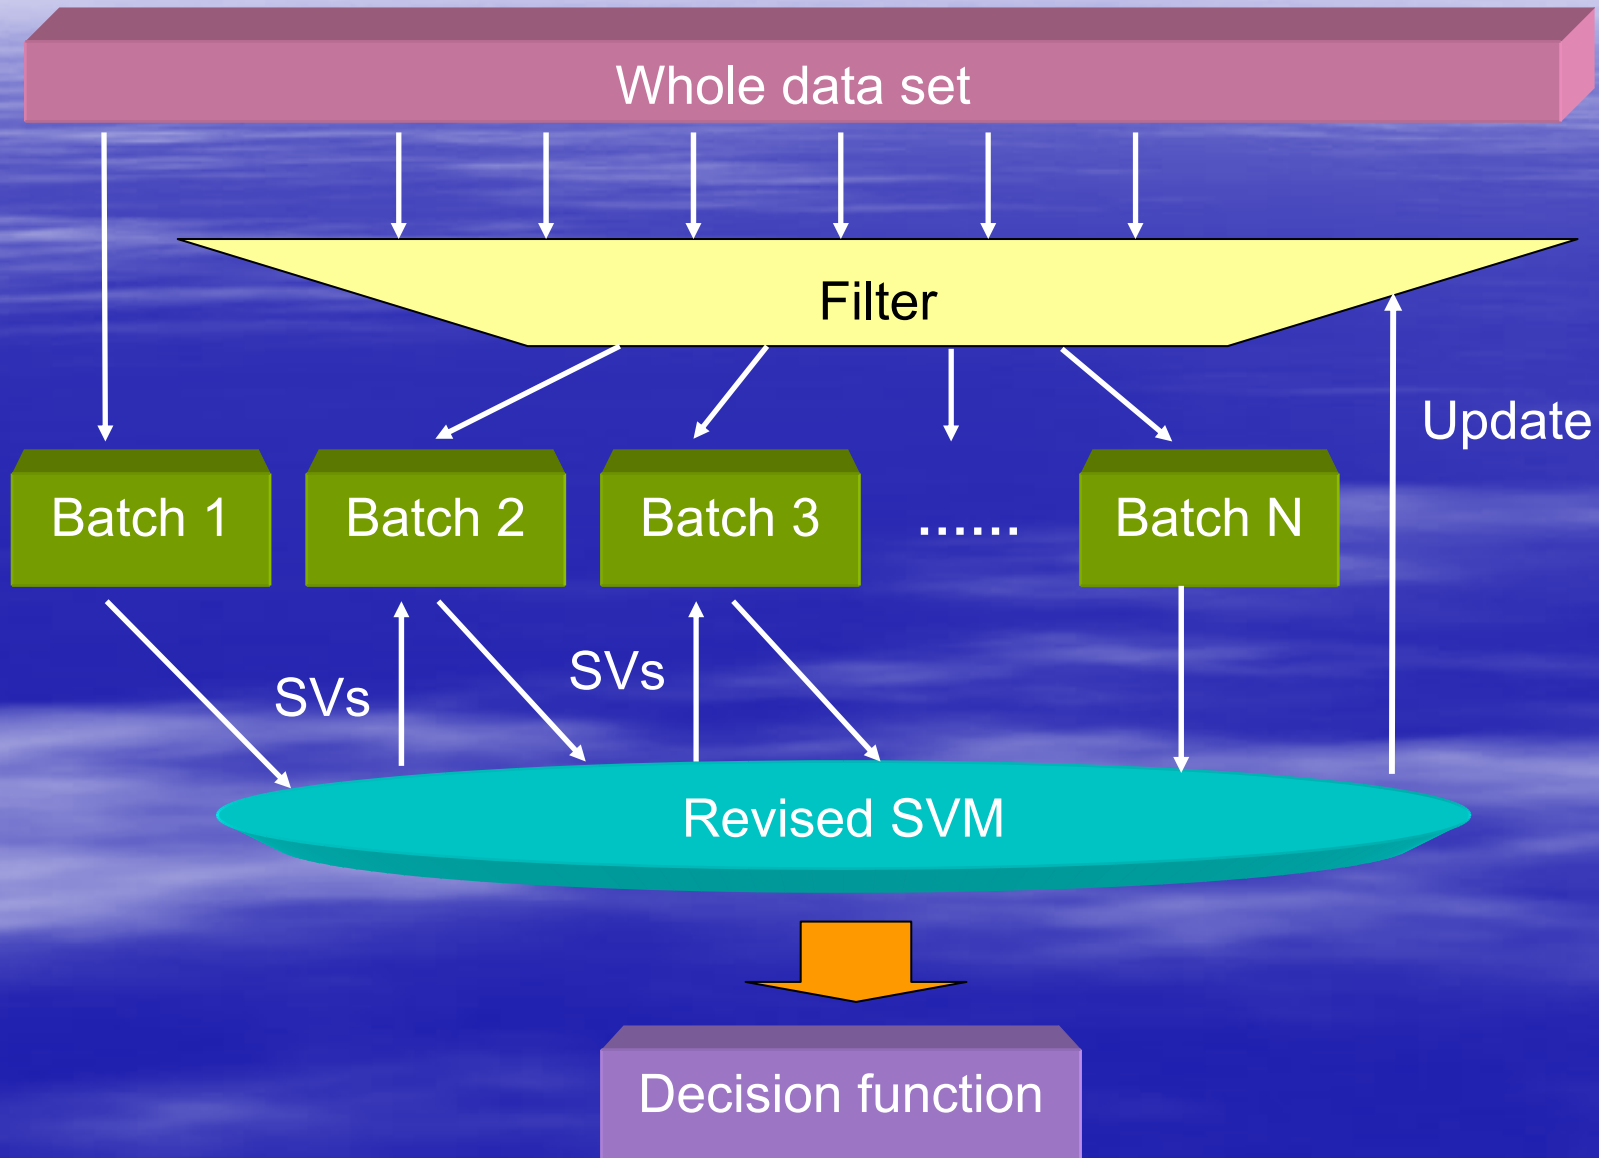 Whole data set
Filter
Update
Batch 1
Batch 2
Batch 3
......
Batch N
SVs
SVs
Revised SVM
Decision function